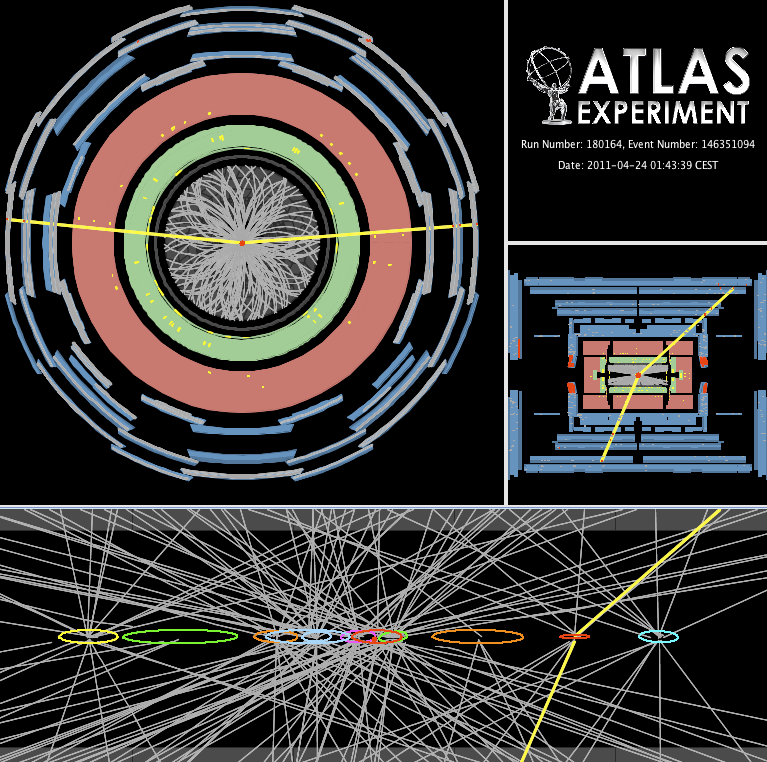 ATLAS
EXPERIMENT
Run Number: 180164, Event Number: 146351094
Date: 2011-04-24 01:43:39 CEST